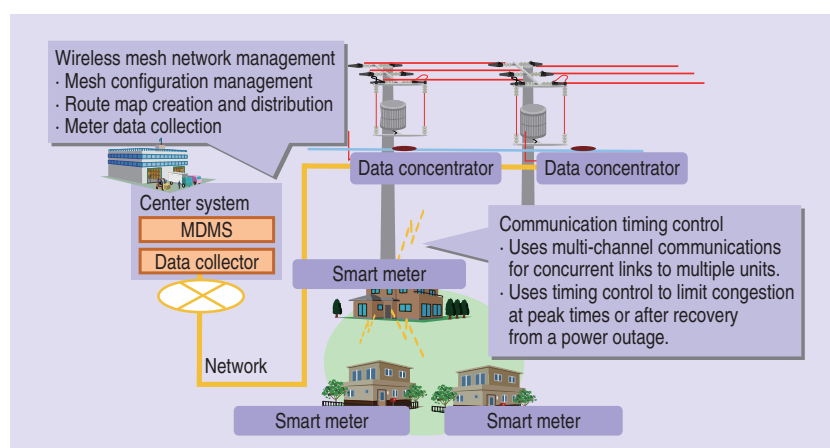 Wireless mesh network management
· Mesh configuration management
· Route map creation and distribution
· Meter data collection
Data concentrator
Data concentrator
Center system
MDMS
Data collector
Communication timing control
· Uses multi-channel communications
for concurrent links to multiple units.
· Uses timing control to limit congestion
at peak times or after recovery
from a power outage.
Smart meter
Network
Smart meter
Smart meter